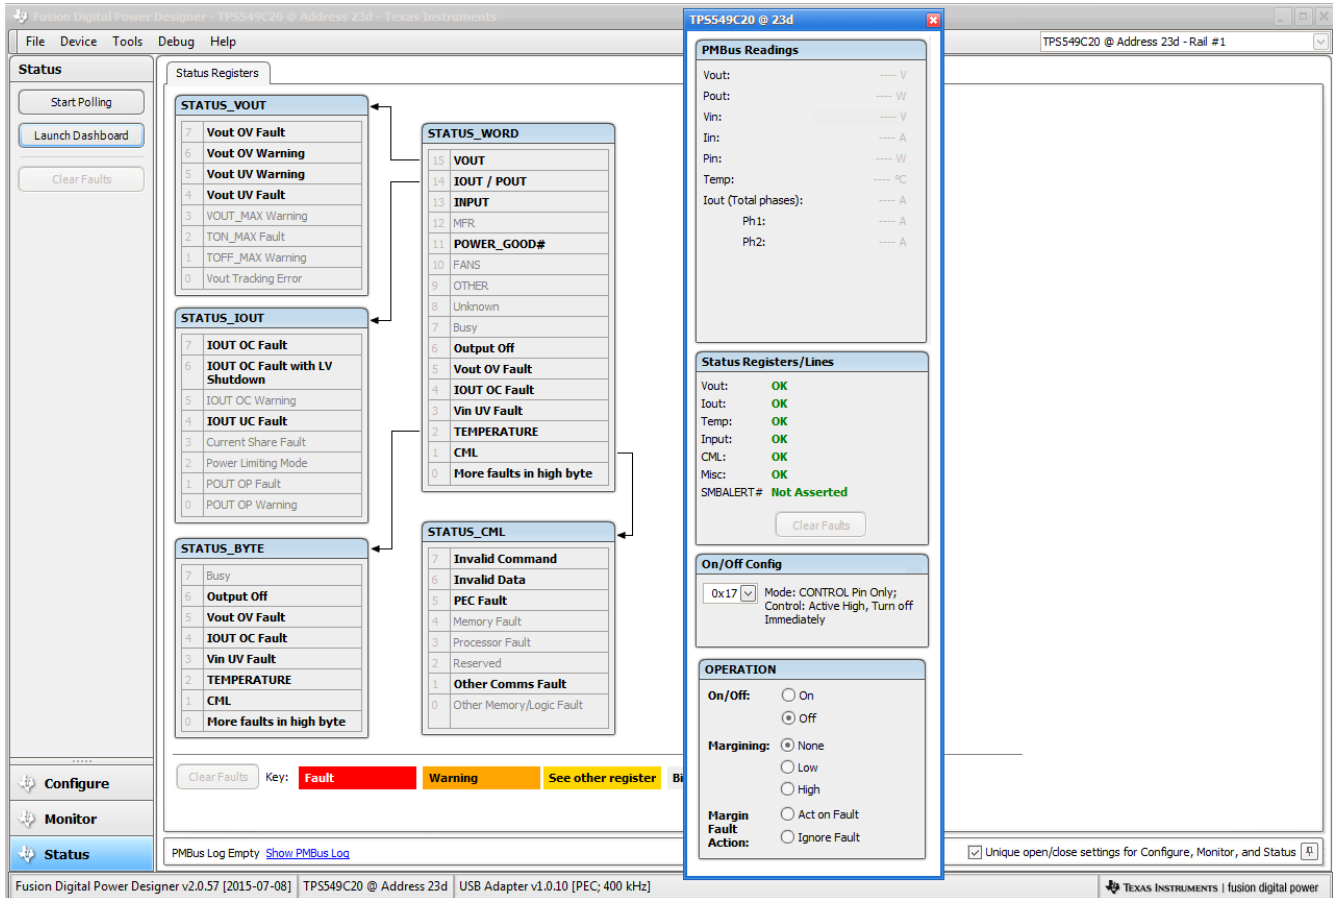 Fusion Digital Power Designer - TPS549C20 @ Address 23d - Texas Instruments
File Device Tools Debug Help
TPS549C20 @ Address 23d - Rail #1
Status
Start Polling
Launch Dashboard
Clear Faults
Configure
Monitor
Status
Status Registers
STATUS_VOUT
7 Vout OV Fault
6 Vout OV Warning
5 Vout UV Warning
4 Vout UV Fault
3 VOUT_MAX Warning
2 TON_MAX Fault
1 TOFF_MAX Warning
0 Vout Tracking Error
STATUS_IOUT
7 IOUT OC Fault
6 IOUT OC Fault with LV
Shutdown
5 IOUT OC Warning
4 IOUT UC Fault
3 Current Share Fault
2 Power Limiting Mode
1 POUT OP Fault
0 POUT OP Warning
STATUS_BYTE
7 Busy
6 Output Off
5 Vout OV Fault
4 IOUT OC Fault
3 Vin UV Fault
2 TEMPERATURE
1 CML
0 More faults in high byte
STATUS_WORD
15 VOUT
14 IOUT / POUT
13 INPUT
12 MFR
11 POWER_GOOD#
10 FANS
9 OTHER
8 Unknown
7 Busy
6 Output Off
5 Vout OV Fault
4 IOUT OC Fault
3 Vin UV Fault
2 TEMPERATURE
1 CML
0 More faults in high byte
STATUS_CML
7 Invalid Command
6 Invalid Data
5 PEC Fault
4 Memory Fault
3 Processor Fault
2 Reserved
1 Other Comms Fault
0 Other Memory/Logic Fault
Clear Faults Key: Fault Warning See other register
TPS549C20 @ 23d
PMBus Readings
Vout: ---- V
Pout: ---- W
Vin: ---- V
Iin: ---- A
Pin: ---- W
Temp: ---- °C
Iout (Total phases): ---- A
Ph1: ---- A
Ph2: ---- A
Status Registers/Lines
Vout: OK
Iout: OK
Temp: OK
Input: OK
CML: OK
Misc: OK
SMBALERT# Not Asserted
Clear Faults
On/Off Config
0x17 Mode: CONTROL Pin Only;
Control: Active High, Turn off
Immediately
OPERATION
On/Off: On
Off
Margining: None
Low
High
Margin
Fault
Action:
Act on Fault
Ignore Fault
PMBus Log Empty Show PMBus Log
Unique open/close settings for Configure, Monitor, and Status
Fusion Digital Power Designer v2.0.57 [2015-07-08] TPS549C20 @ Address 23d USB Adapter v1.0.10 [PEC; 400 kHz]
TEXAS INSTRUMENTS | fusion digital power